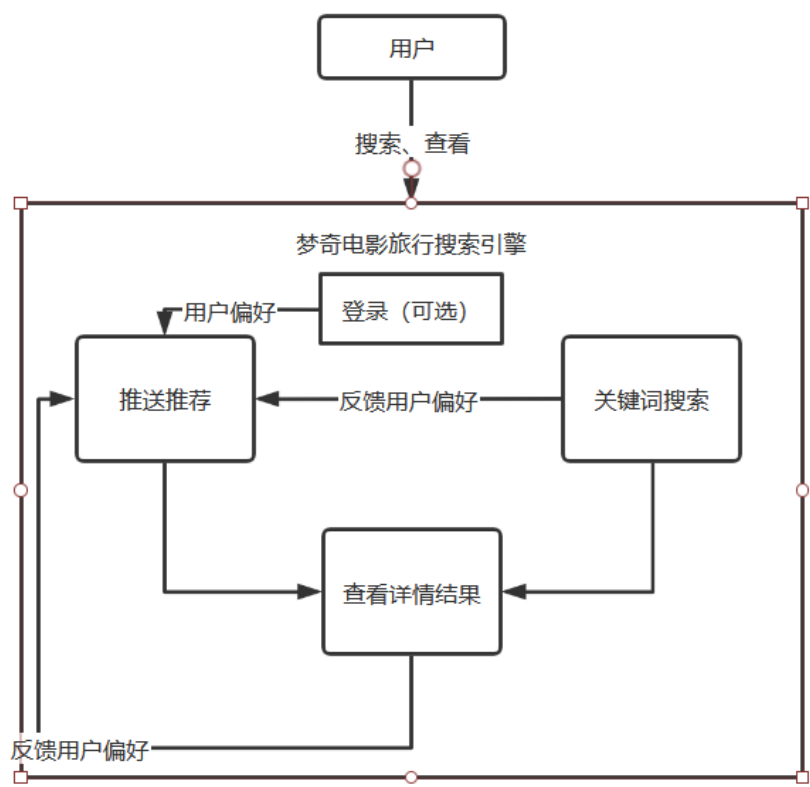 用户
搜索、查看
梦奇电影旅行搜索引擎
用户偏好
登录（可选）
推送推荐
反馈用户偏好
关键词搜索
查看详情结果
反馈用户偏好